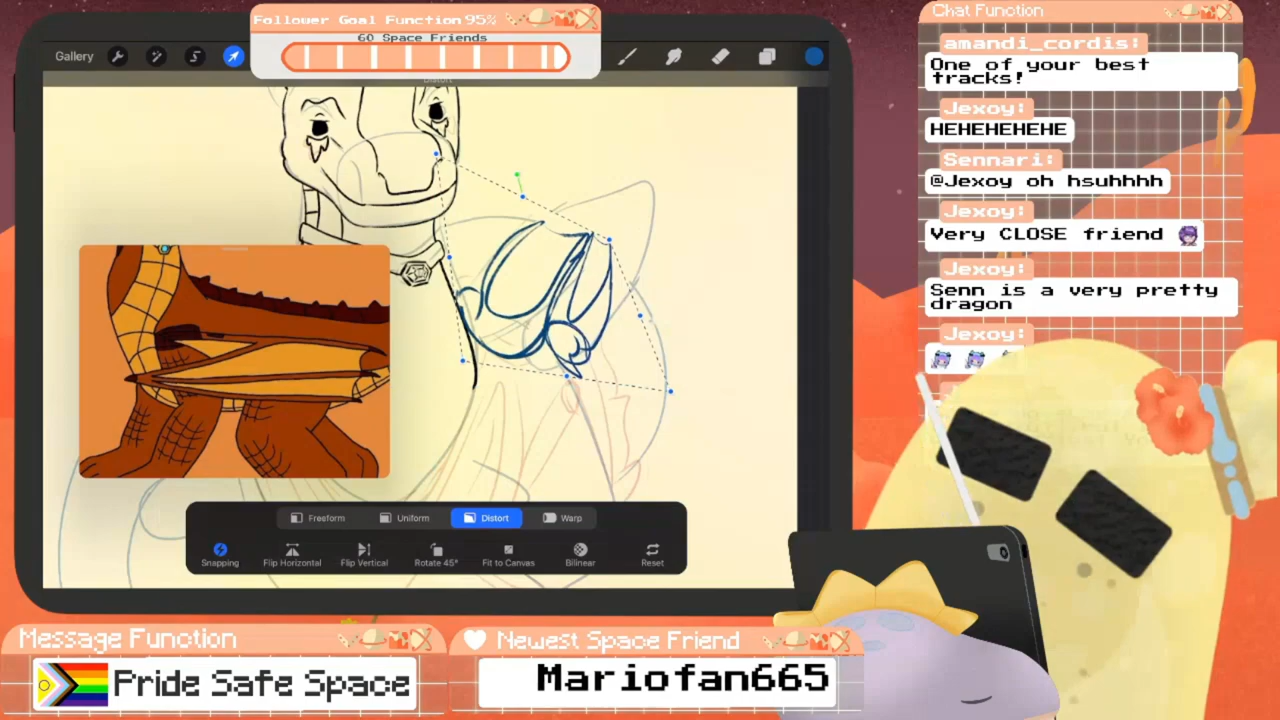 Follower Goal Function 95%
60 Space Friends
Gallery
Distort
Freeform
Uniform
Distort
Warp
Snapping
Flip Horizontal
Flip Vertical
Rotate 45°
Fit to Canvas
Bilinear
Reset
Chat Function
amandi_cordis:
One of your best
tracks!
Jexoy:
HEHEHEHEHE
Sennari:
@Jexoy oh hsuhhhh
Jexoy:
Very CLOSE friend
Jexoy:
Senn is a very pretty
dragon
Jexoy:
Message Function
Pride Safe Space
Newest Space Friend
Mariofan665